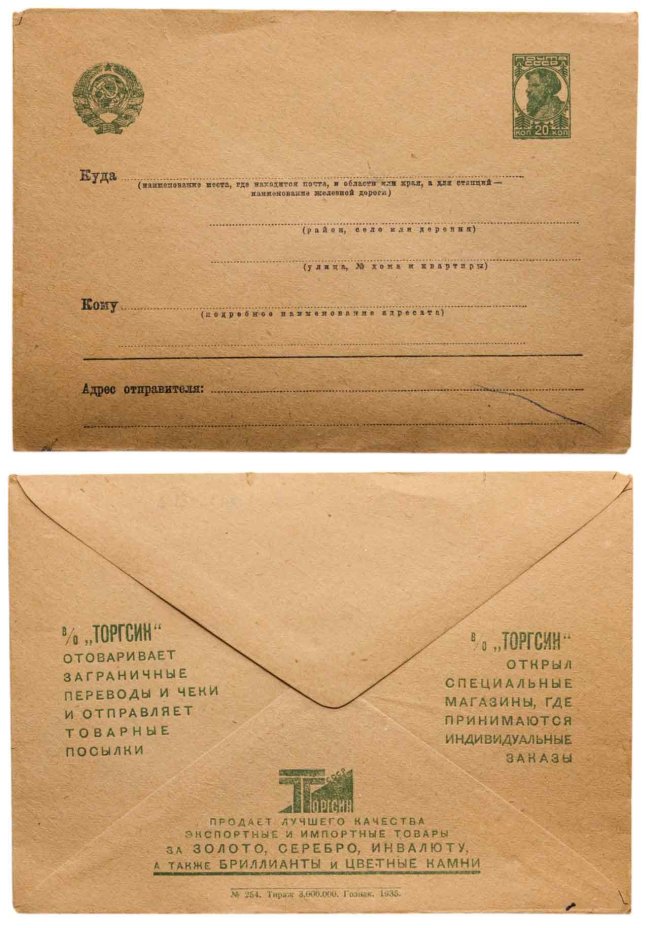 ПОЧТА
СССР
КОП 20 КОП
Куда
(наименование места, где находится почта, и области или края, а для станций —
наименование железной дороги)
(район, село или деревня)
(улица, № дома и квартиры)
Кому
(подробное наименование адресата)
Адрес отправителя:
В/О „ТОРГСИН“
ОТОВАРИВАЕТ
ЗАГРАНИЧНЫЕ
ПЕРЕВОДЫ И ЧЕКИ
И ОТПРАВЛЯЕТ
ТОВАРНЫЕ
ПОСЫЛКИ
В/О „ТОРГСИН“
ОТКРЫЛ
СПЕЦИАЛЬНЫЕ
МАГАЗИНЫ, ГДЕ
ПРИНИМАЮТСЯ
ИНДИВИДУАЛЬНЫЕ
ЗАКАЗЫ
СССР
ТОРГСИН
ПРОДАЕТ ЛУЧШЕГО КАЧЕСТВА
ЭКСПОРТНЫЕ И ИМПОРТНЫЕ ТОВАРЫ
ЗА ЗОЛОТО, СЕРЕБРО, ИНВАЛЮТУ,
А ТАКЖЕ БРИЛЛИАНТЫ И ЦВЕТНЫЕ КАМНИ
№ 254. Тираж 3.000.000. Гознак. 1935.